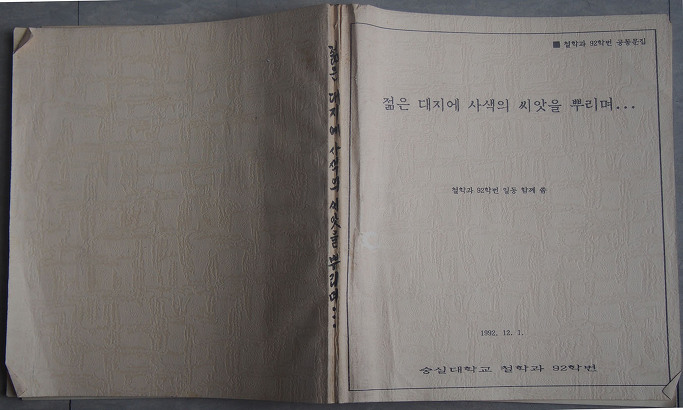 젊은 대지에 사색의 씨앗을 뿌리며...
■ 철학과 92학번 공동문집
젊은 대지에 사색의 씨앗을 뿌리며...
철학과 92학번 일동 함께 씀
1992. 12. 1.
숭실대학교 철학과 92학번